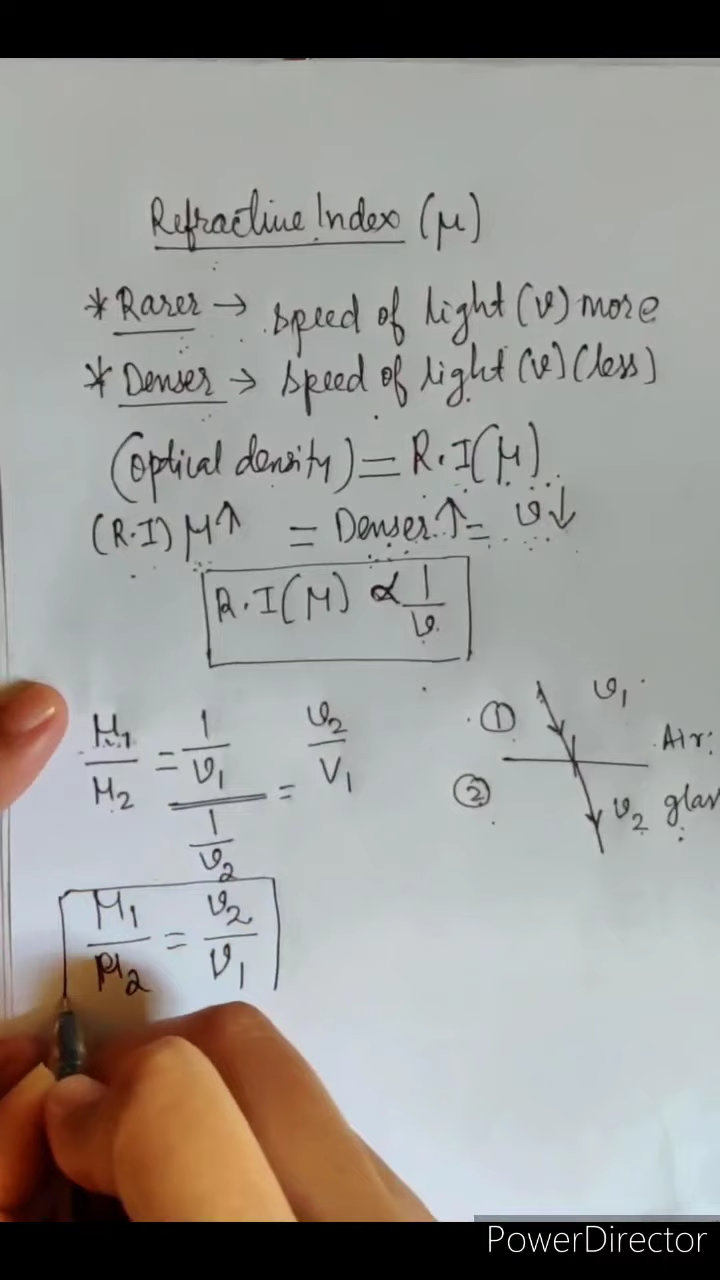 Refractive Index (μ)
* Rarer → speed of light (v) more
* Denser → speed of light (v) (less)
(optical density) = R.I (μ)
(R.I) μ↑ = Denser ↑ = v↓
R.I (μ) ∝ 1/v
μ1/μ2 = (1/v1)/(1/v2) = v2/v1
① v1 Air
② v2 glas
μ1/μ2 = v2/v1
PowerDirector